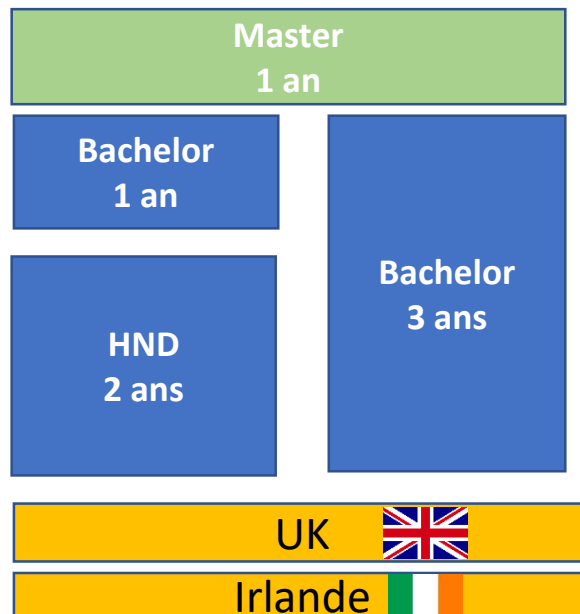 Master
1 an
Bachelor
1 an
HND
2 ans
Bachelor
3 ans
UK
Irlande